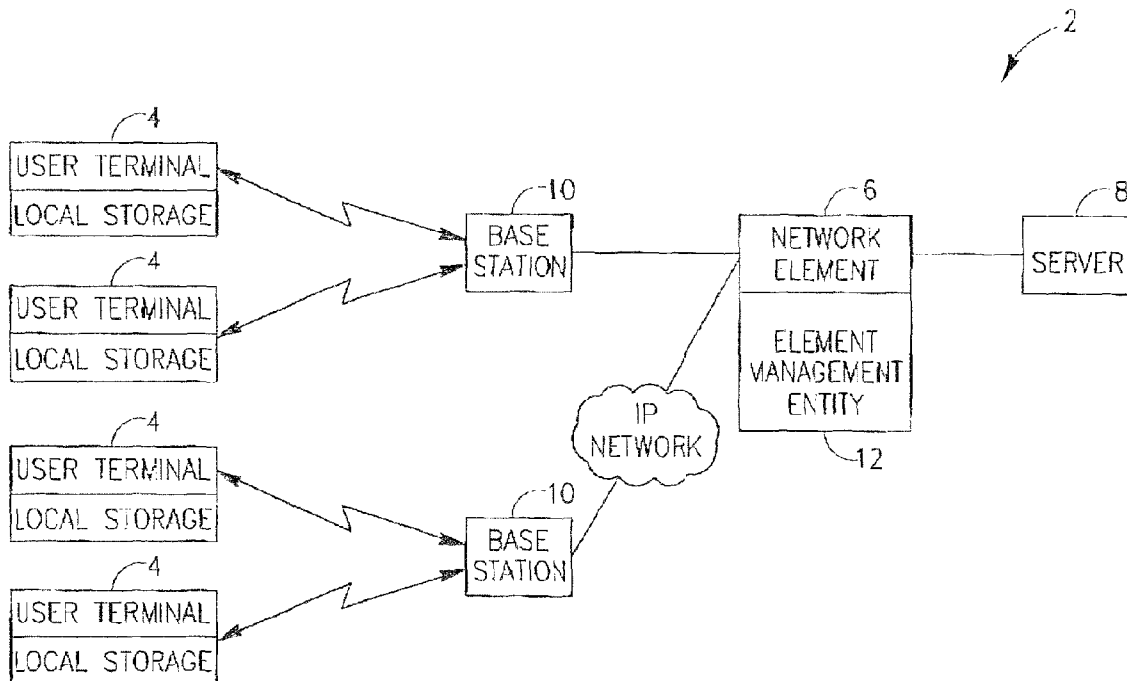 2
4
USER TERMINAL
LOCAL STORAGE
4
USER TERMINAL
LOCAL STORAGE
4
USER TERMINAL
LOCAL STORAGE
4
USER TERMINAL
LOCAL STORAGE
10
BASE
STATION
10
BASE
STATION
IP
NETWORK
6
NETWORK
ELEMENT
ELEMENT
MANAGEMENT
ENTITY
12
8
SERVER